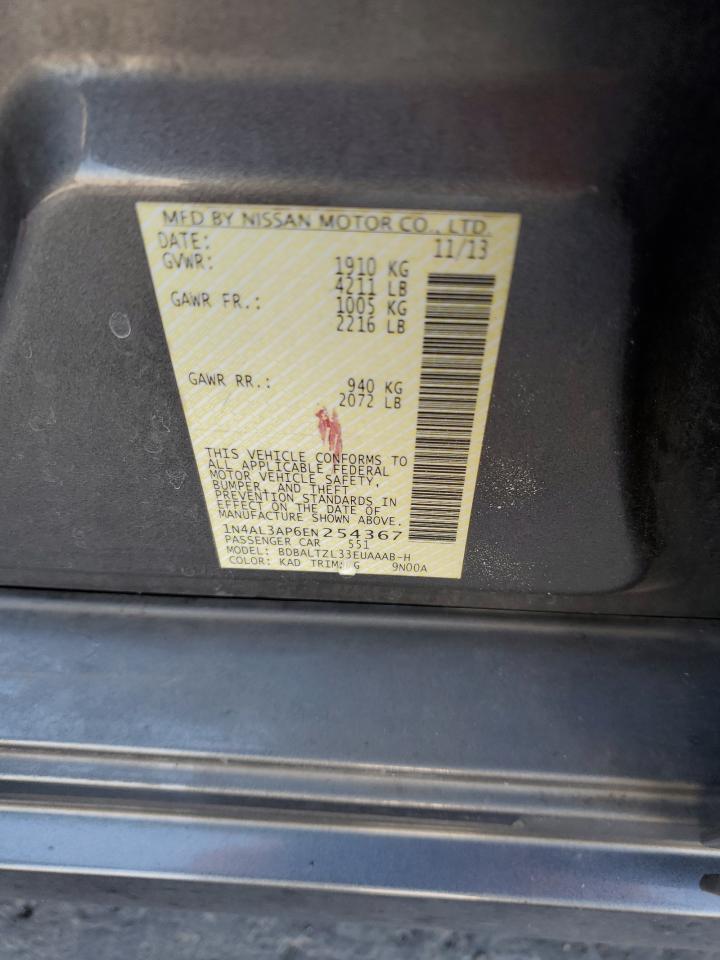 MFD BY NISSAN MOTOR CO., LTD.
DATE: 11/13
GVWR: 1910 KG
4211 LB
GAWR FR.: 1005 KG
2216 LB
GAWR RR.: 940 KG
2072 LB
THIS VEHICLE CONFORMS TO
ALL APPLICABLE FEDERAL
MOTOR VEHICLE SAFETY,
BUMPER, AND THEFT
PREVENTION STANDARDS IN
EFFECT ON THE DATE OF
MANUFACTURE SHOWN ABOVE.
1N4AL3AP6EN254367
PASSENGER CAR 551
MODEL: BDBALTZL33EUAAAB-H
COLOR: KAD TRIM: G 9N00A